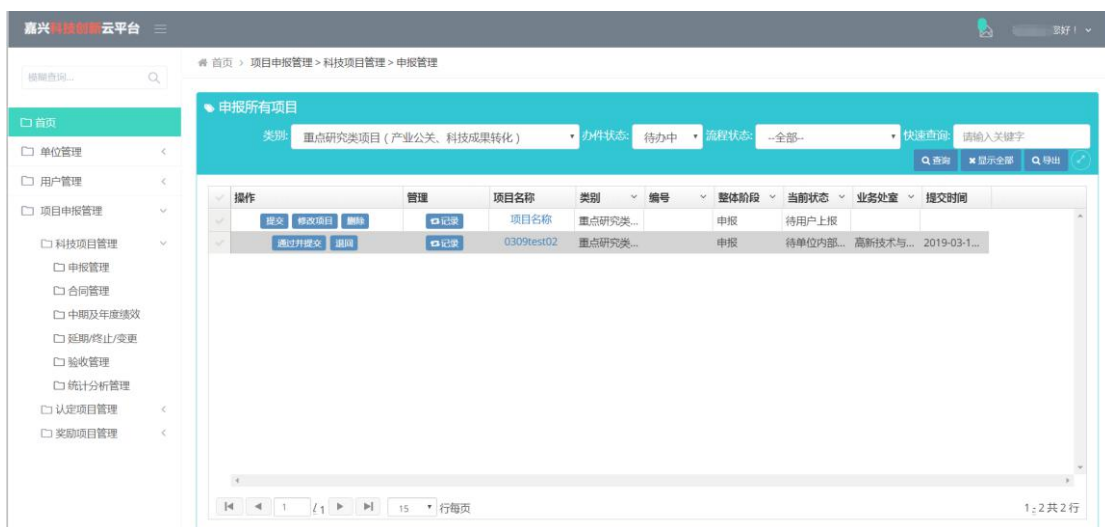 嘉兴科技创新云平台
您好！
模糊查询...
首页 > 项目申报管理 > 科技项目管理 > 申报管理
首页
单位管理
用户管理
项目申报管理
科技项目管理
申报管理
合同管理
中期及年度绩效
延期/终止/变更
验收管理
统计分析管理
认定项目管理
奖励项目管理
申报所有项目
类别: 重点研究类项目（产业公关、科技成果转化） 办件状态: 待办中 流程状态: --全部-- 快速查询: 请输入关键字
查询 显示全部 导出
操作 管理 项目名称 类别 编号 整体阶段 当前状态 业务处室 提交时间
提交 修改项目 删除 记录 项目名称 重点研究类... 申报 待用户上报
通过并提交 退回 记录 0309test02 重点研究类... 申报 待单位内部... 高新技术与... 2019-03-1...
1 / 1 15 行每页 1 - 2 共 2 行